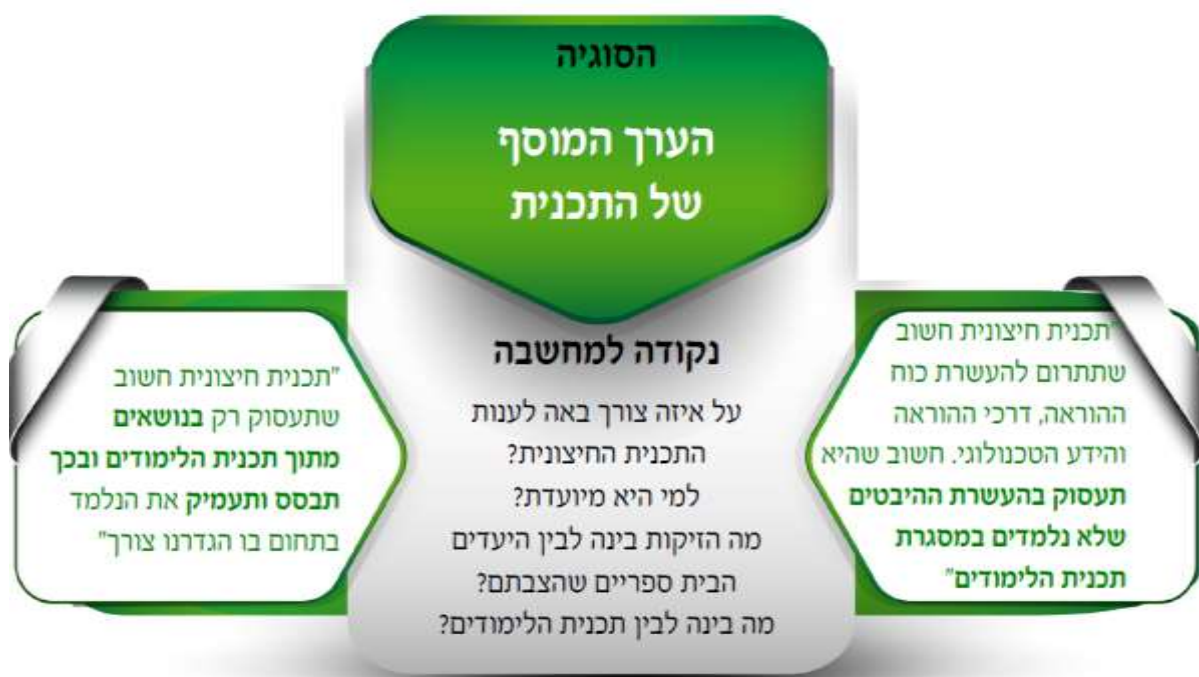 הסוגיה
הערך המוסף
של התכנית
"תכנית חיצונית חשוב
שתתרום להעשרת כוח
ההוראה, דרכי ההוראה
והידע הטכנולוגי. חשוב שהיא
תעסוק בהעשרת ההיבטים
שלא נלמדים במסגרת
תכנית הלימודים"
נקודה למחשבה
על איזה צורך באה לענות
התכנית החיצונית?
למי היא מיועדת?
מה הזיקות בינה לבין היעדים
הבית ספריים שהצבתם?
מה בינה לבין תכנית הלימודים?
"תכנית חיצונית חשוב
שתעסוק רק בנושאים
מתוך תכנית הלימודים ובכך
תבסס ותעמיק את הנלמד
בתחום בו הגדרנו צורך"